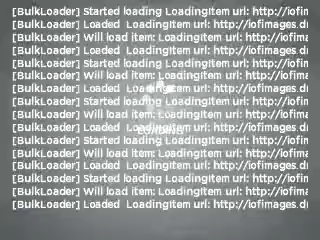 [BulkLoader] Started loading LoadingItem url: http://iofin
[BulkLoader] Loaded LoadingItem url: http://iofimages.d
[BulkLoader] Will load item: LoadingItem url: http://iofima
[BulkLoader] Loaded LoadingItem url: http://iofimages.d
[BulkLoader] Started loading LoadingItem url: http://iofin
[BulkLoader] Will load item: LoadingItem url: http://iofima
[BulkLoader] Loaded LoadingItem url: http://iofimages.d
[BulkLoader] Started loading LoadingItem url: http://iofin
[BulkLoader] Will load item: LoadingItem url: http://iofima
[BulkLoader] Loaded LoadingItem url: http://iofimages.d
[BulkLoader] Started loading LoadingItem url: http://iofin
[BulkLoader] Will load item: LoadingItem url: http://iofima
[BulkLoader] Loaded LoadingItem url: http://iofimages.d
[BulkLoader] Started loading LoadingItem url: http://iofin
[BulkLoader] Will load item: LoadingItem url: http://iofima
[BulkLoader] Loaded LoadingItem url: http://iofimages.d